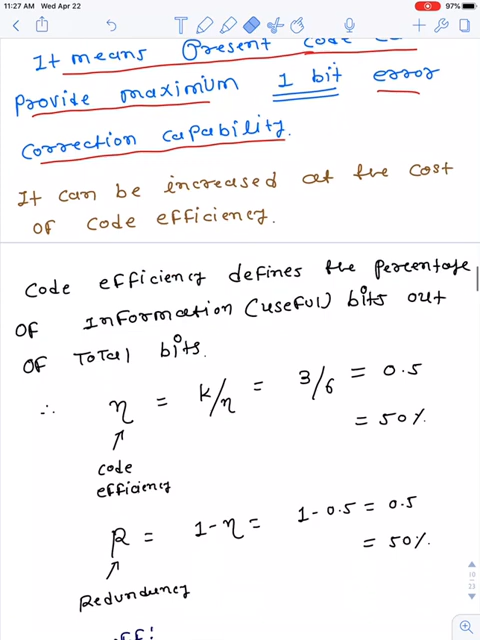 11:27 AM Wed Apr 22
97%
It means Present code
Provide maximum 1 bit error
correction capability.
It can be increased at the cost
of code efficiency.
Code efficiency defines the percentage
of information (useful) bits out
of Total bits.
∴ η = k/n = 3/6 = 0.5
= 50%.
code
efficiency
R = 1-η = 1-0.5 = 0.5
= 50%.
Redundancy
10
23